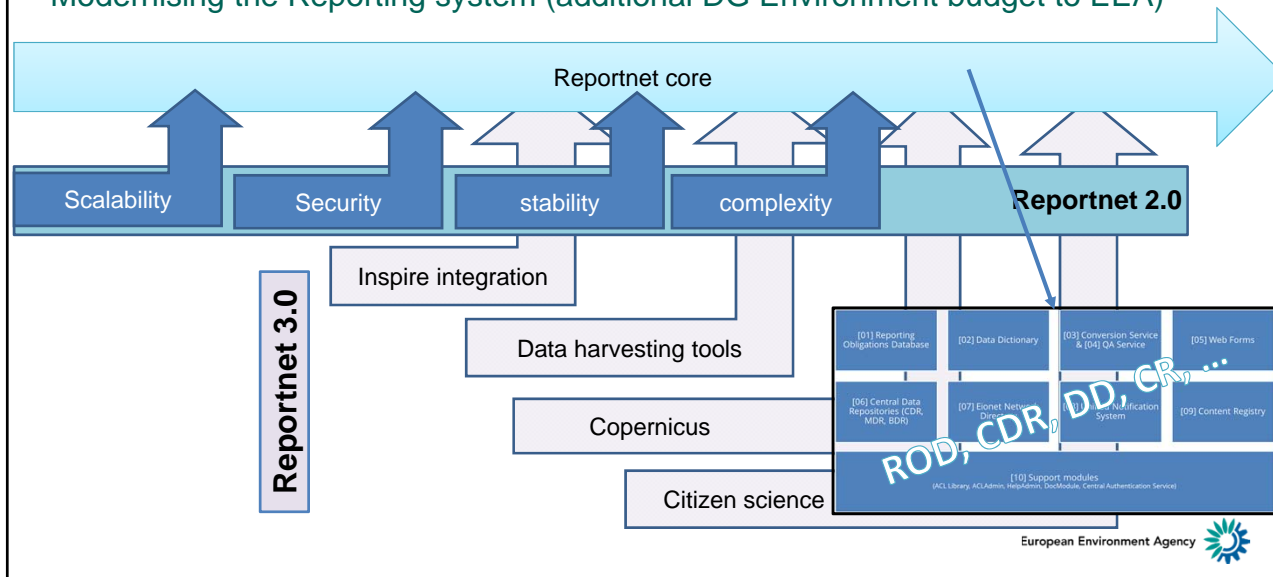 Modernising the Reporting system (additional DG Environment budget to EEA)
Reportnet core
Scalability
Security
stability
complexity
Reportnet 2.0
Reportnet 3.0
Inspire integration
Data harvesting tools
Copernicus
Citizen science
[01] Reporting
Obligations Database
[02] Data Dictionary
[03] Conversion Service
& [04] QA Service
[05] Web Forms
[06] Central Data
Repositories (CDR,
MDR, BDR)
[07] Eionet Network
Notification
System
[09] Content Registry
ROD, CDR, DD, CR, ...
[10] Support modules
(ACL Library, ACLAdmin, HelpAdmin, DocModule, Central Authentication Service)
European Environment Agency